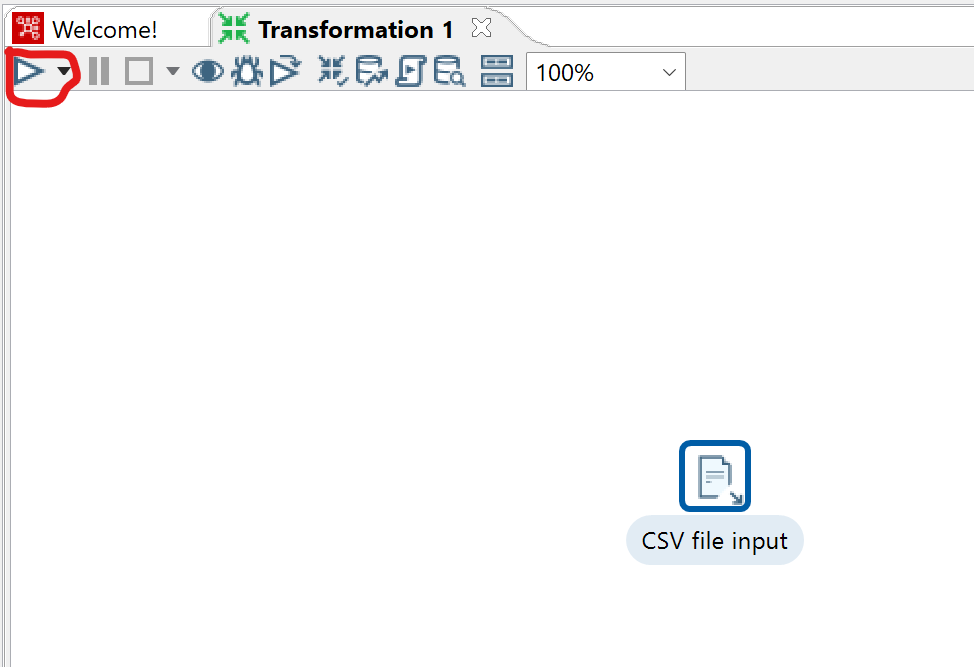 Welcome!
Transformation 1
100%
CSV file input